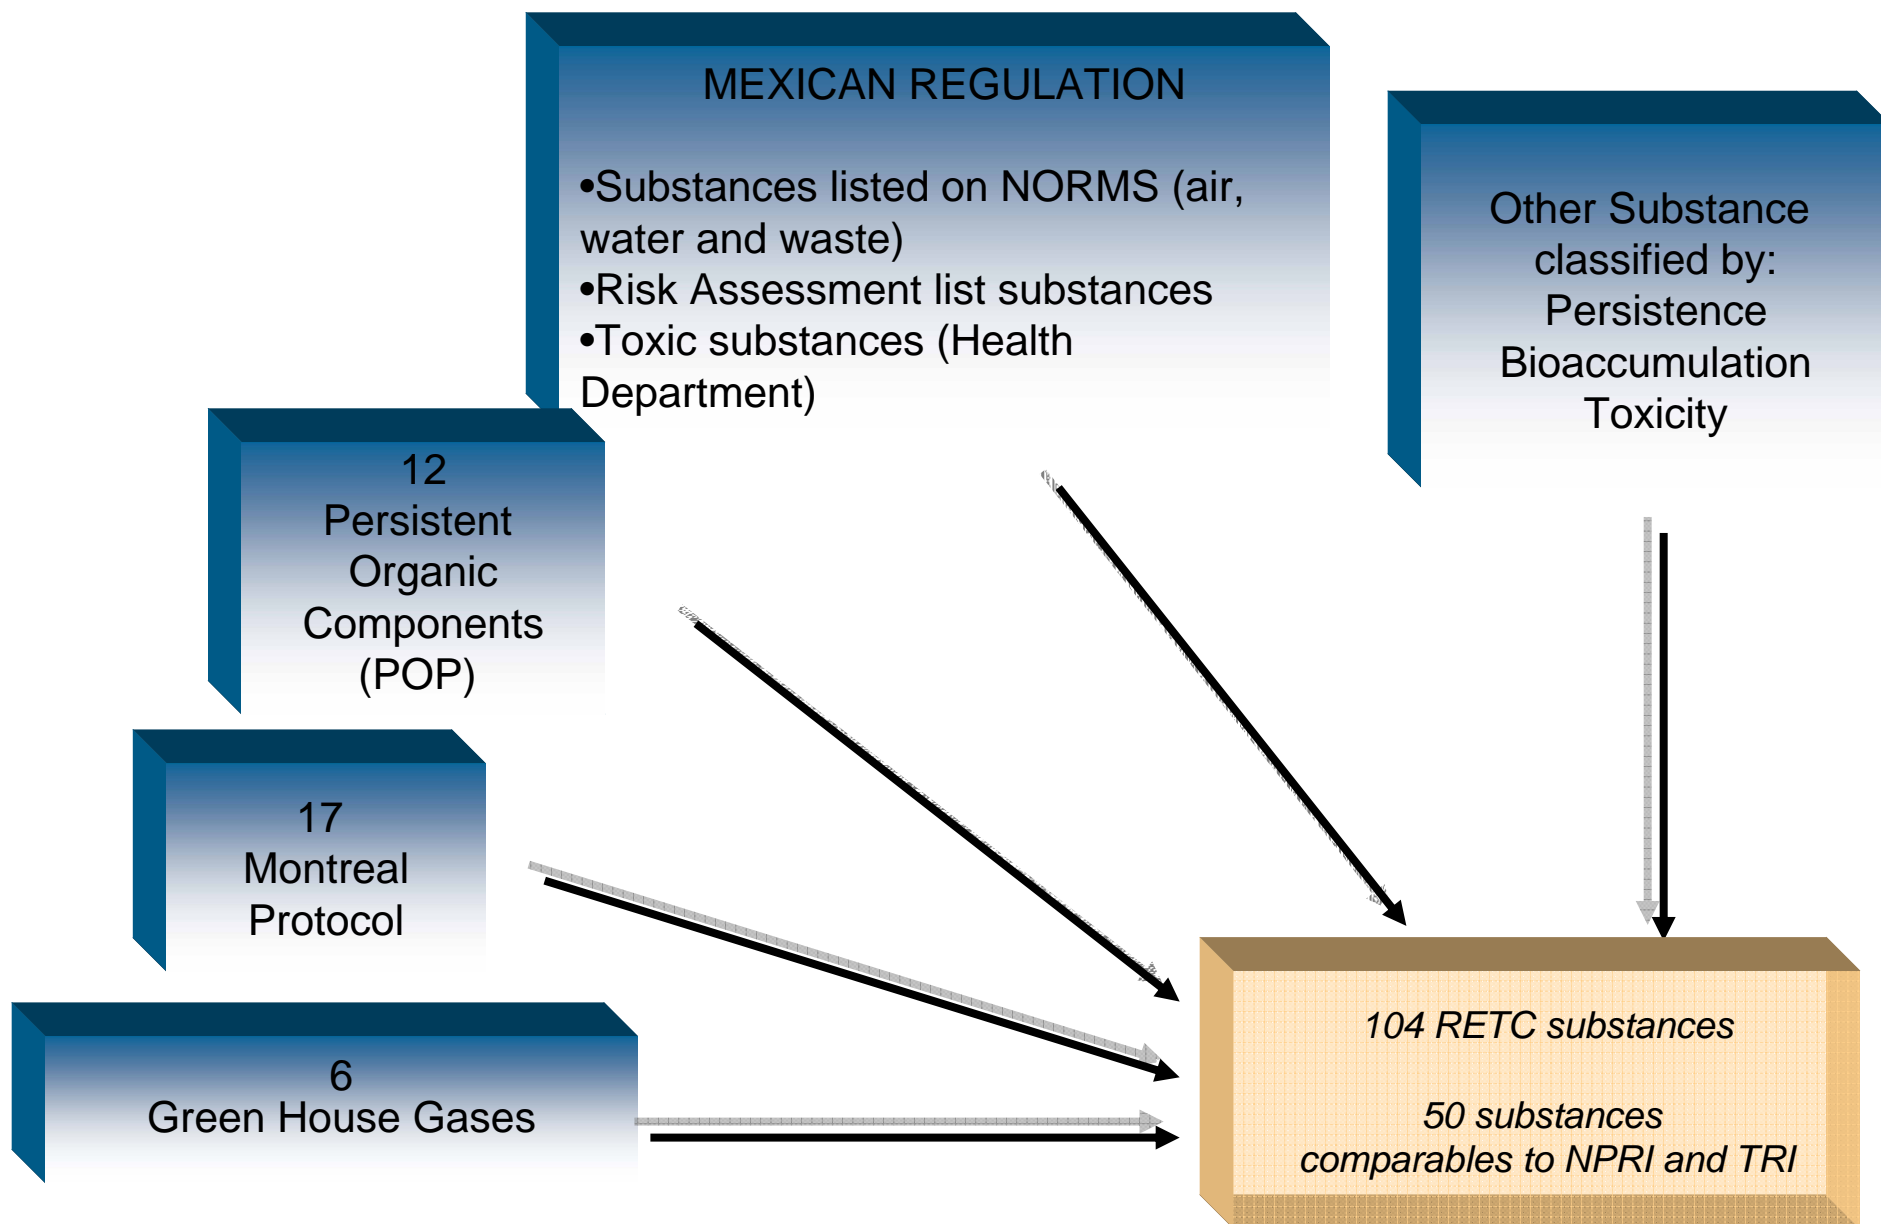 MEXICAN REGULATION
•Substances listed on NORMS (air,
water and waste)
•Risk Assessment list substances
•Toxic substances (Health
Department)
Other Substance
classified by:
Persistence
Bioaccumulation
Toxicity
12
Persistent
Organic
Components
(POP)
17
Montreal
Protocol
6
Green House Gases
104 RETC substances
50 substances
comparables to NPRI and TRI